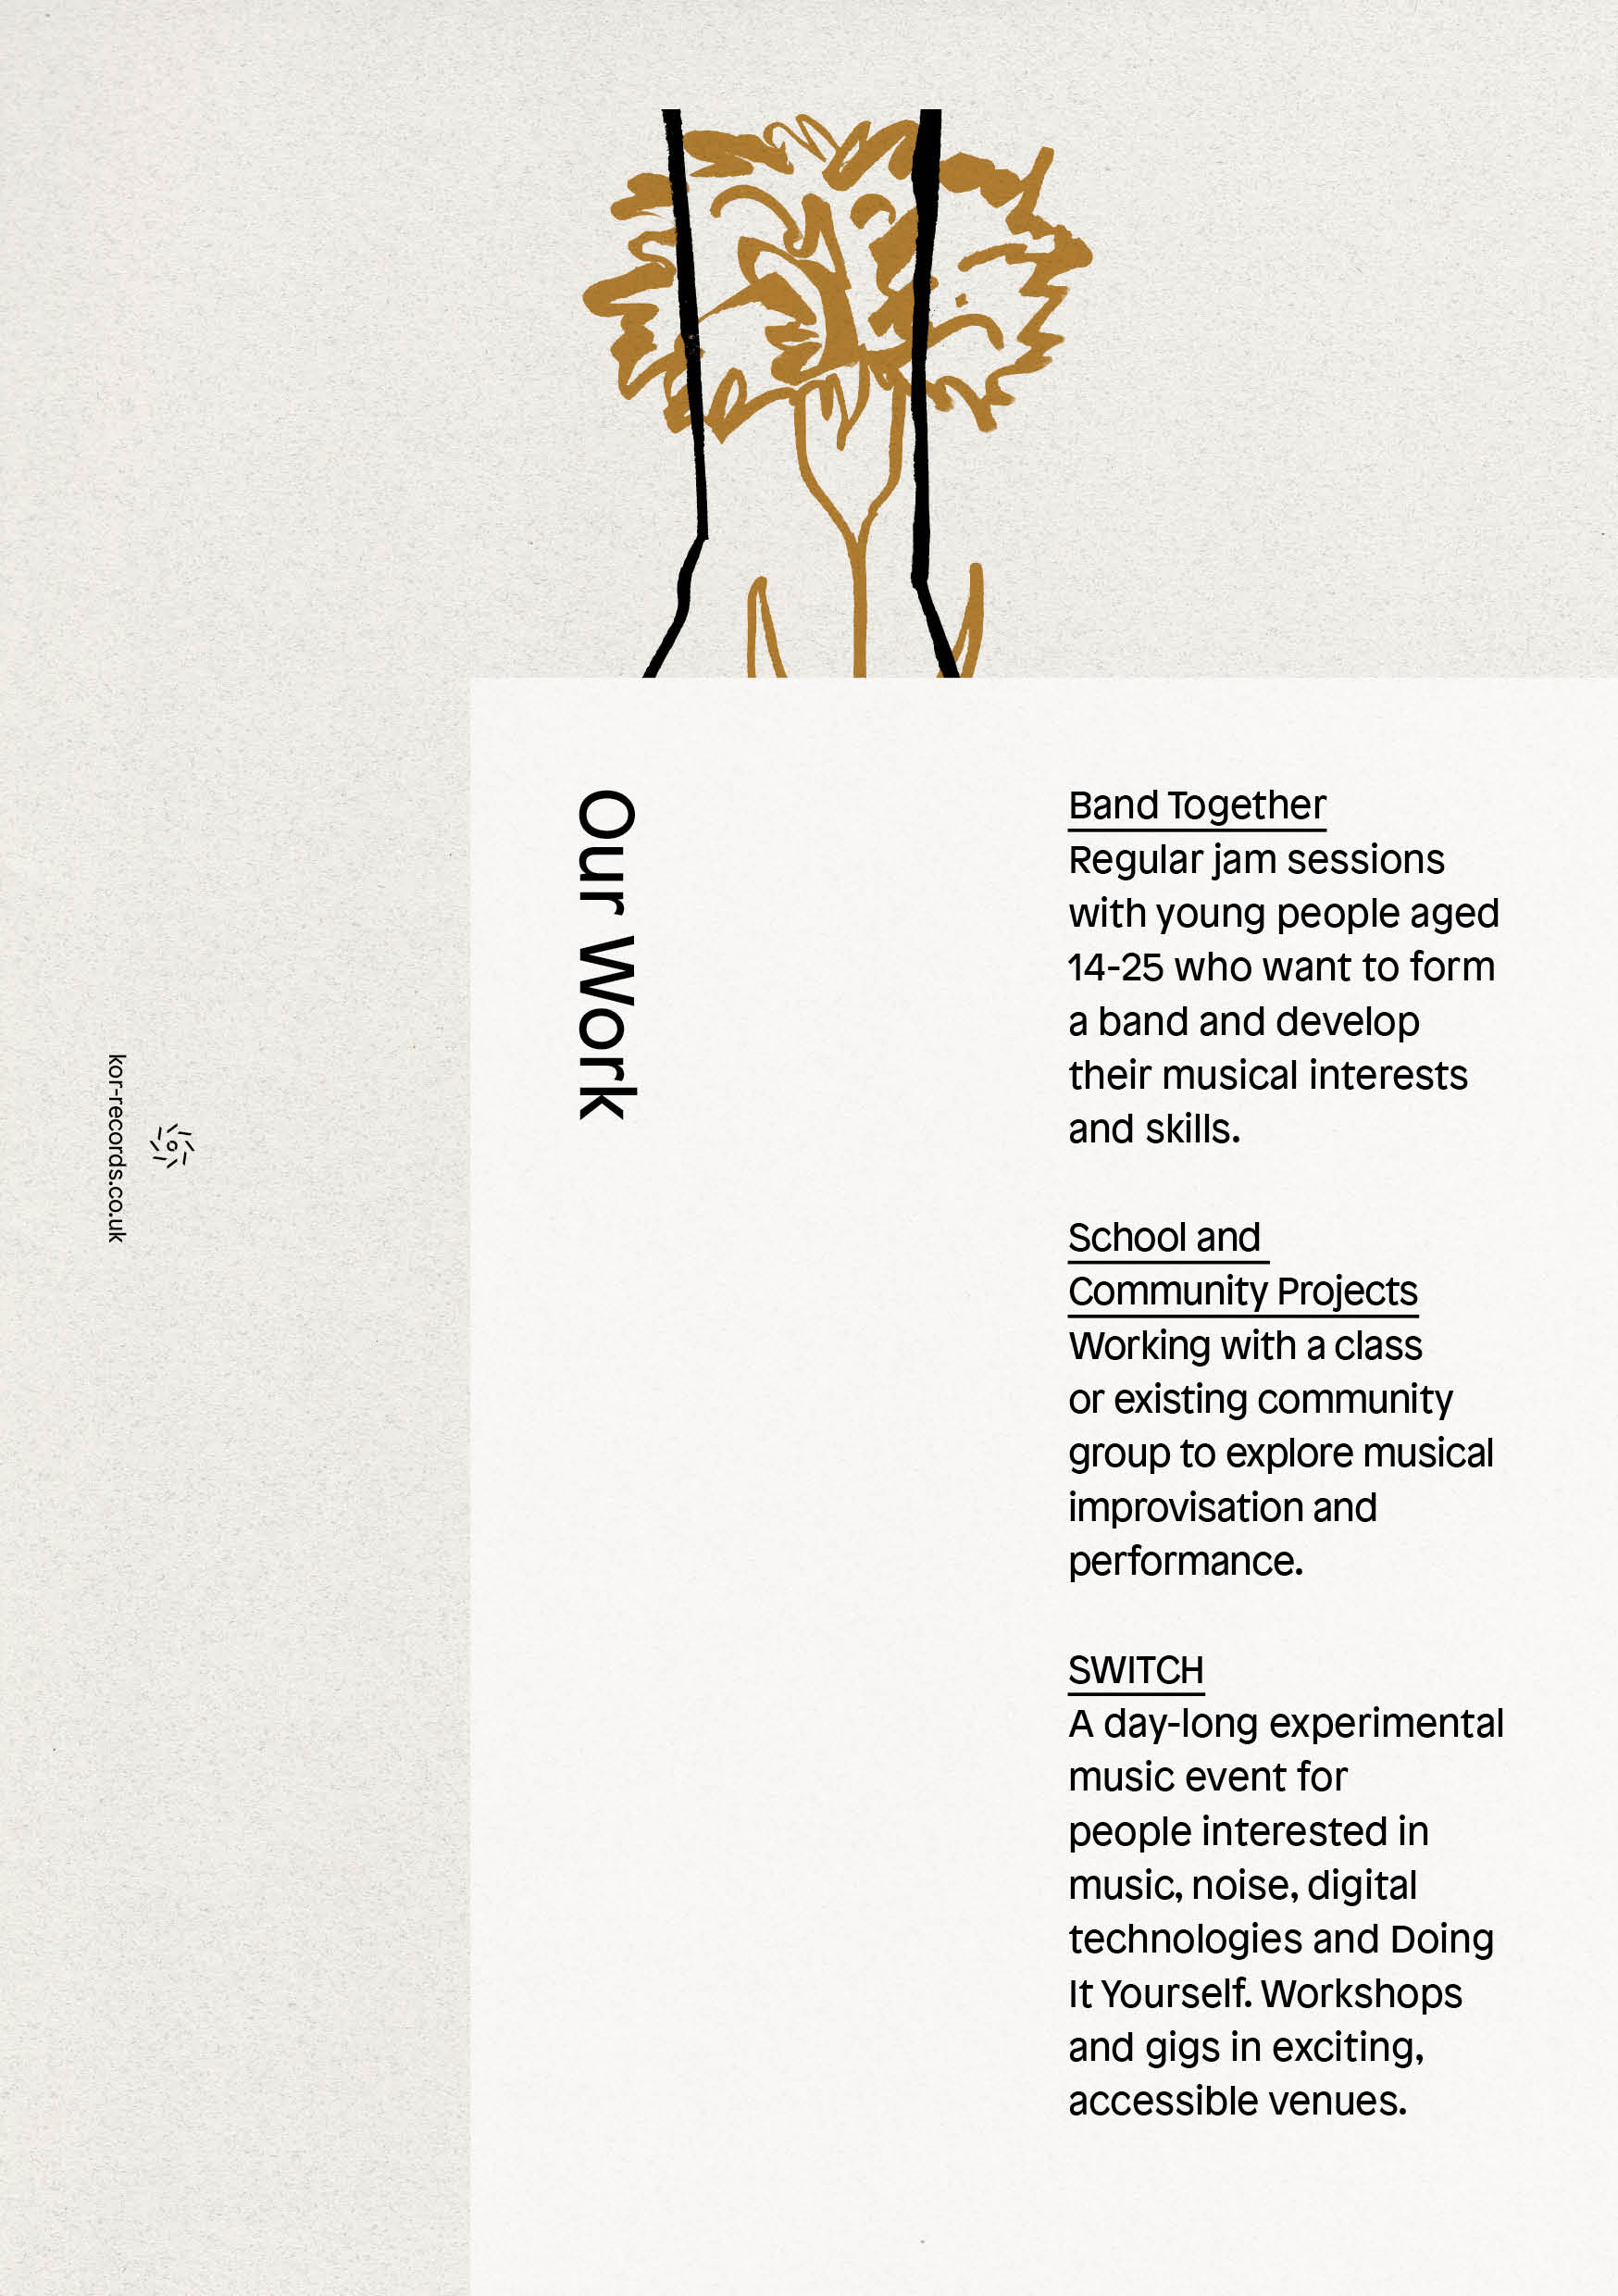 Our Work
Band Together
Regular jam sessions
with young people aged
14-25 who want to form
a band and develop
their musical interests
and skills.
School and
Community Projects
Working with a class
or existing community
group to explore musical
improvisation and
performance.
SWITCH
A day-long experimental
music event for
people interested in
music, noise, digital
technologies and Doing
It Yourself. Workshops
and gigs in exciting,
accessible venues.
kor-records.co.uk